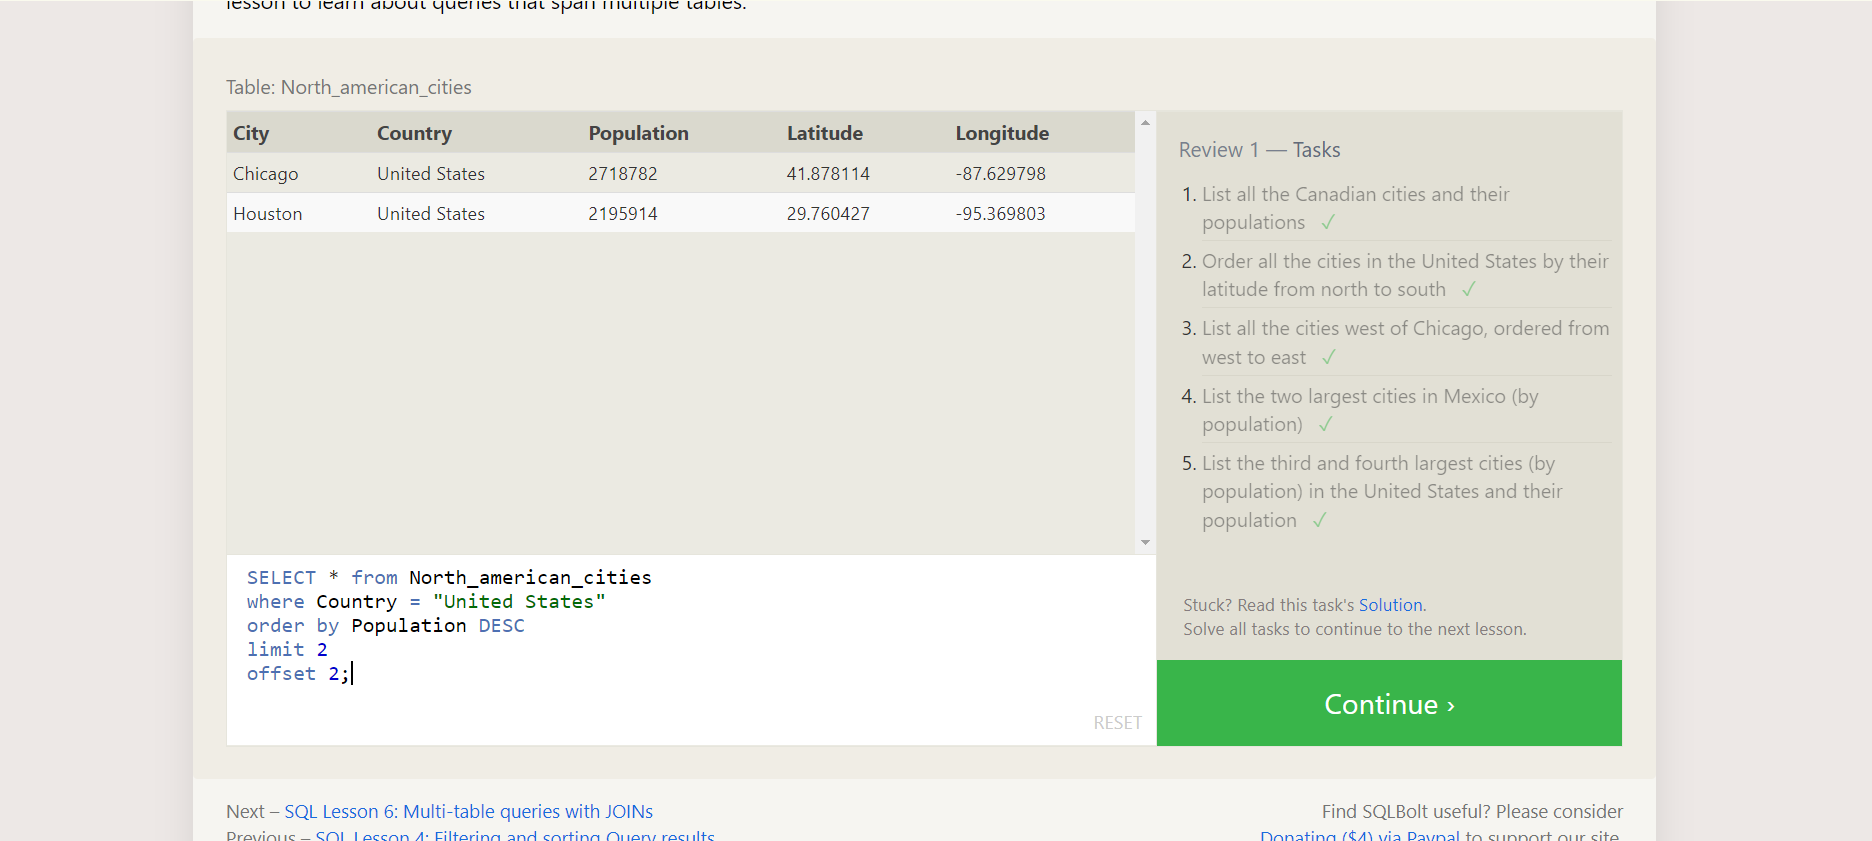 lesson to learn about queries that span multiple tables.
Table: North_american_cities
City Country Population Latitude Longitude
Chicago United States 2718782 41.878114 -87.629798
Houston United States 2195914 29.760427 -95.369803
SELECT * from North_american_cities
where Country = "United States"
order by Population DESC
limit 2
offset 2;
RESET
Review 1 — Tasks
1. List all the Canadian cities and their
populations ✓
2. Order all the cities in the United States by their
latitude from north to south ✓
3. List all the cities west of Chicago, ordered from
west to east ✓
4. List the two largest cities in Mexico (by
population) ✓
5. List the third and fourth largest cities (by
population) in the United States and their
population ✓
Stuck? Read this task's Solution.
Solve all tasks to continue to the next lesson.
Continue ›
Next – SQL Lesson 6: Multi-table queries with JOINs
Previous – SQL Lesson 4: Filtering and sorting Query results
Find SQLBolt useful? Please consider
Donating ($4) via Paypal to support our site.